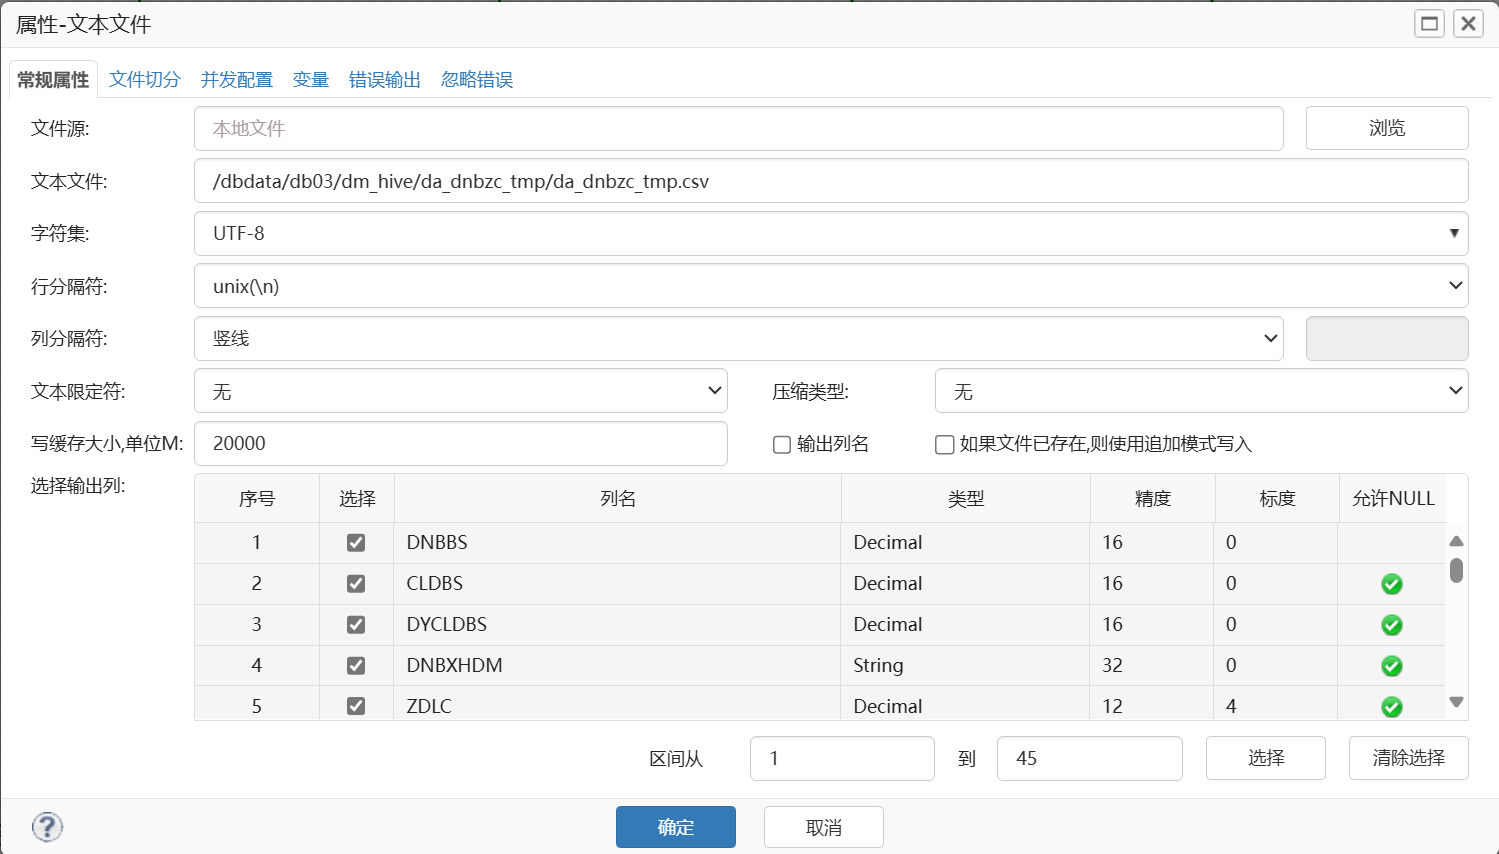 属性-文本文件
常规属性 文件切分 并发配置 变量 错误输出 忽略错误
文件源: 本地文件 浏览
文本文件: /dbdata/db03/dm_hive/da_dnbzc_tmp/da_dnbzc_tmp.csv
字符集: UTF-8
行分隔符: unix(\n)
列分隔符: 竖线
文本限定符: 无 压缩类型: 无
写缓存大小,单位M: 20000 输出列名 如果文件已存在,则使用追加模式写入
选择输出列:
序号 选择 列名 类型 精度 标度 允许NULL
1 DNBBS Decimal 16 0
2 CLDBS Decimal 16 0
3 DYCLDBS Decimal 16 0
4 DNBXHDM String 32 0
5 ZDLC Decimal 12 4
区间从 1 到 45 选择 清除选择
? 确定 取消